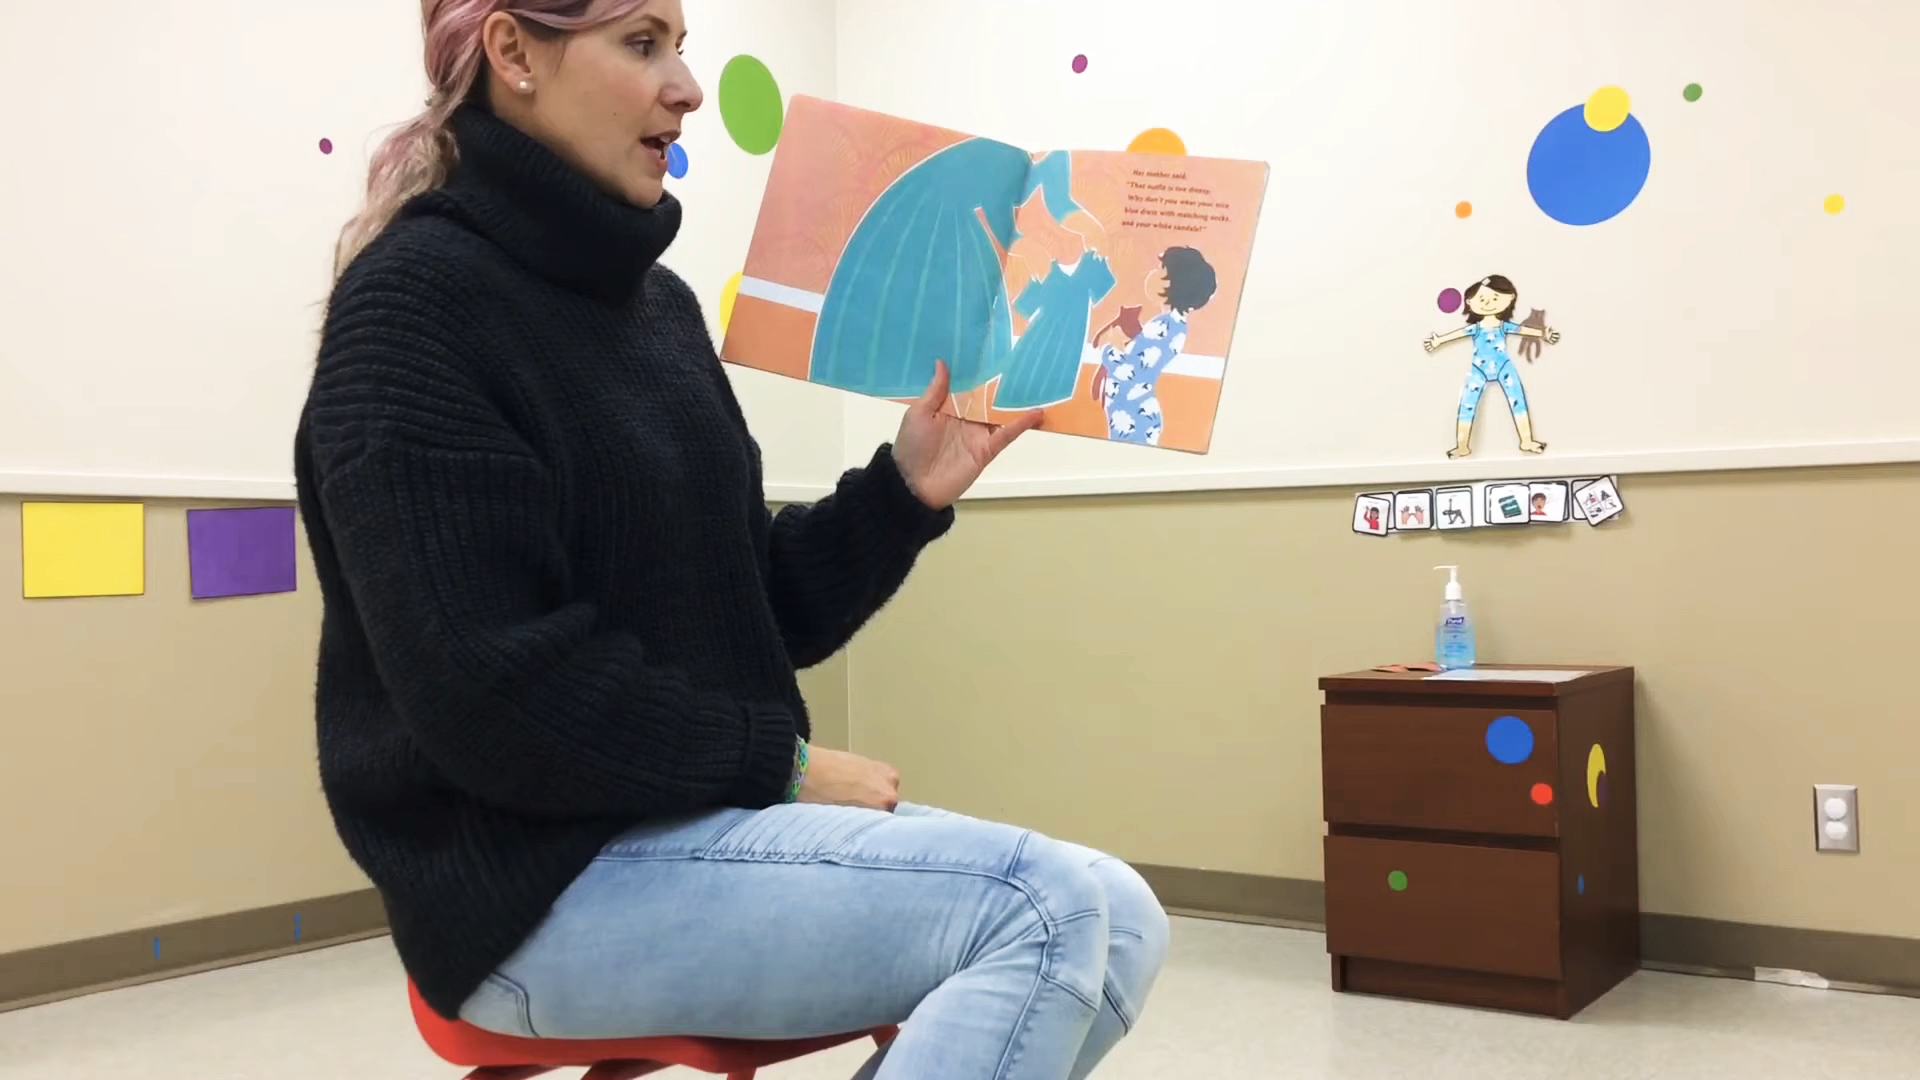 Her mother said,
"That outfit is too dressy.
Why don't you wear your nice
blue dress with matching socks
and your white sandals?"
PURELL